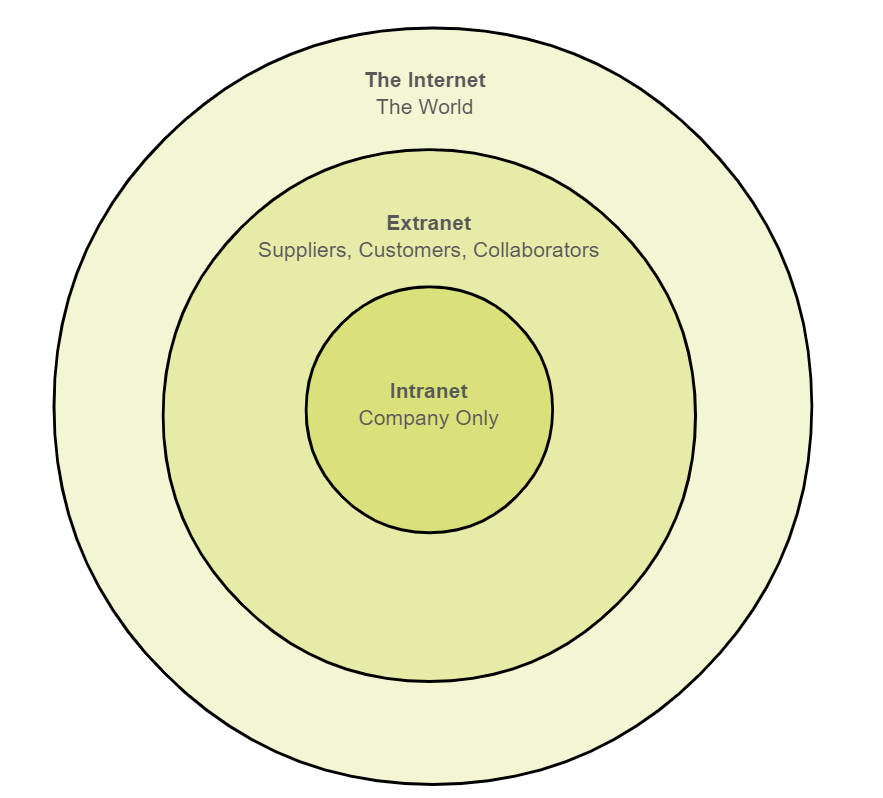 The Internet
The World
Extranet
Suppliers, Customers, Collaborators
Intranet
Company Only